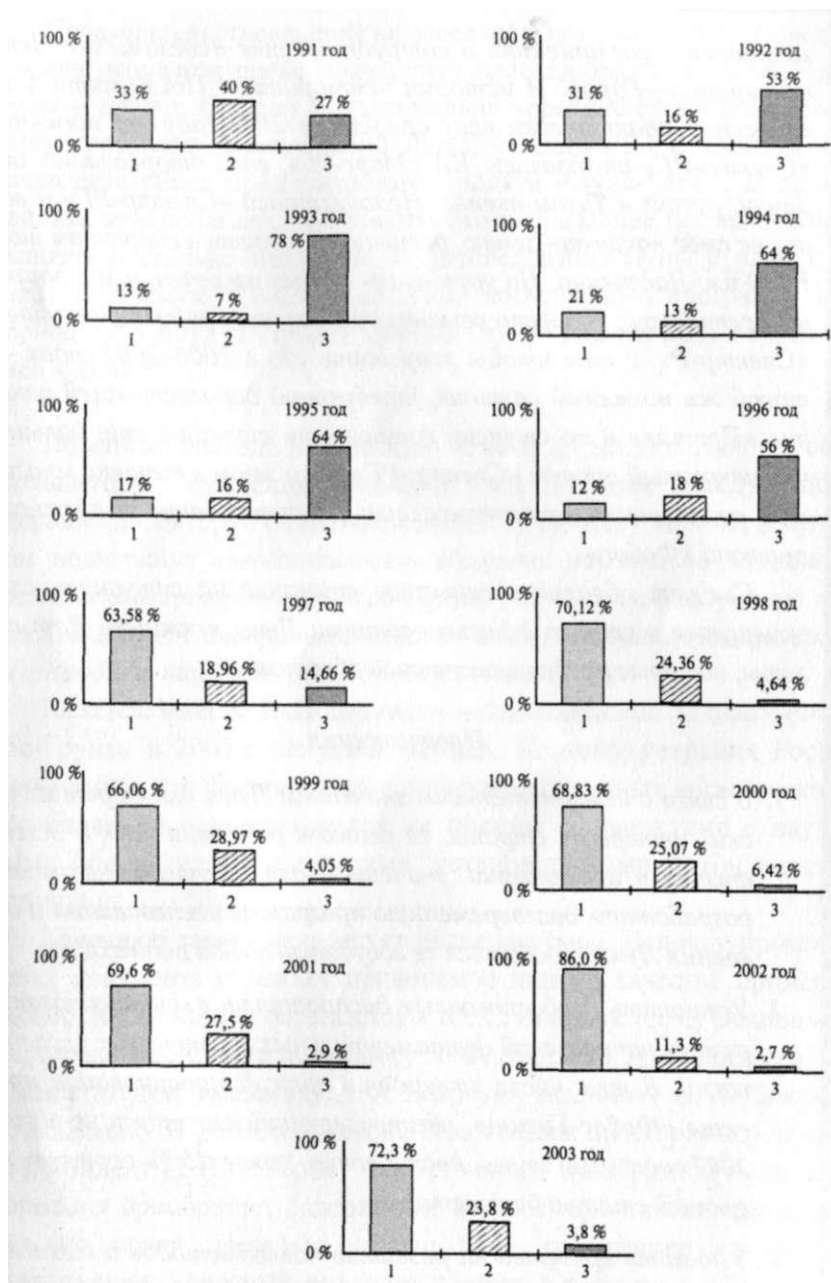 100 % 1991 год
33 % 40 % 27 %
0 %
1 2 3
100 % 1992 год
31 % 16 % 53 %
0 %
1 2 3
100 % 1993 год
13 % 7 % 78 %
0 %
1 2 3
100 % 1994 год
21 % 13 % 64 %
0 %
1 2 3
100 % 1995 год
17 % 16 % 64 %
0 %
1 2 3
100 % 1996 год
12 % 18 % 56 %
0 %
1 2 3
100 % 1997 год
18,96 % 14,66 %
0 %
1 2 3
100 % 1998 год
70,12 % 24,36 % 4,64 %
0 %
1 2 3
100 % 1999 год
66,06 % 28,97 % 4,05 %
0 %
1 2 3
100 % 2000 год
68,83 % 25,07 % 6,42 %
0 %
1 2 3
100 % 2001 год
69,6 % 27,5 % 2,9 %
0 %
1 2 3
100 % 2002 год
86,0 % 11,3 % 2,7 %
0 %
1 2 3
100 % 2003 год
72,3 % 23,8 % 3,8 %
0 %
3